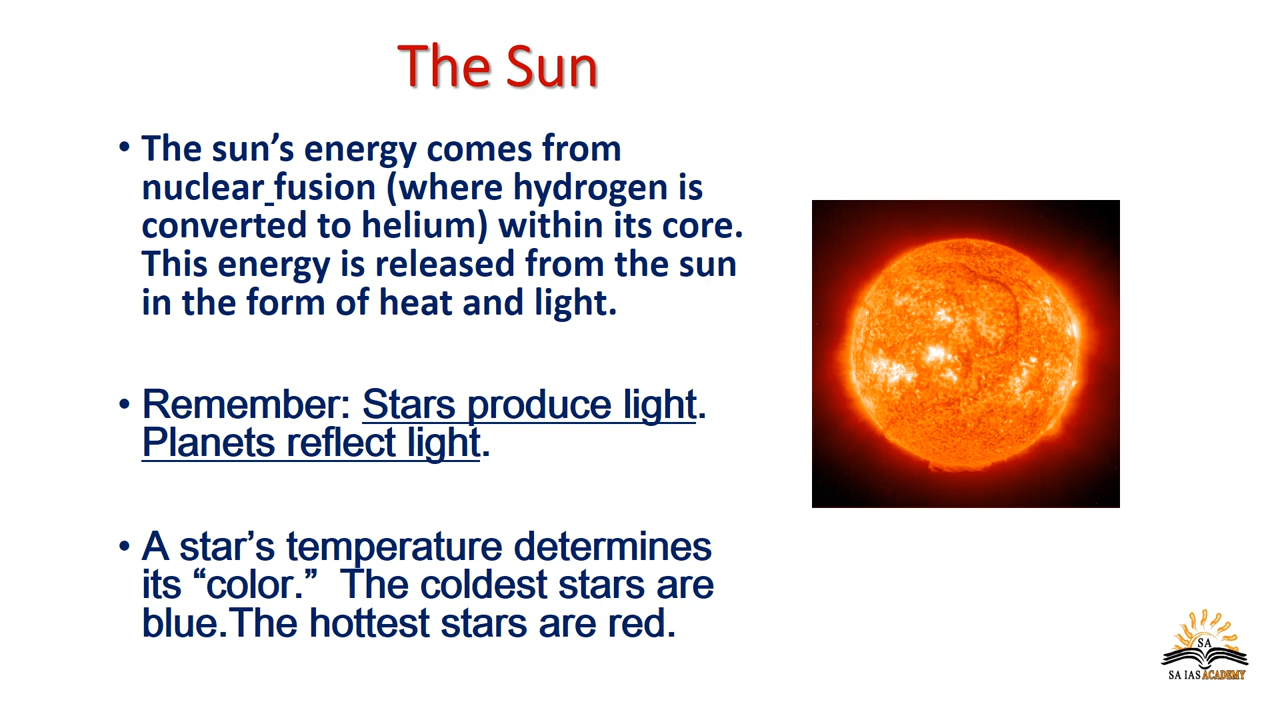 The Sun
• The sun’s energy comes from
nuclear fusion (where hydrogen is
converted to helium) within its core.
This energy is released from the sun
in the form of heat and light.
• Remember: Stars produce light.
Planets reflect light.
• A star’s temperature determines
its “color.”  The coldest stars are
blue.The hottest stars are red.
SA
SA IAS ACADEMY